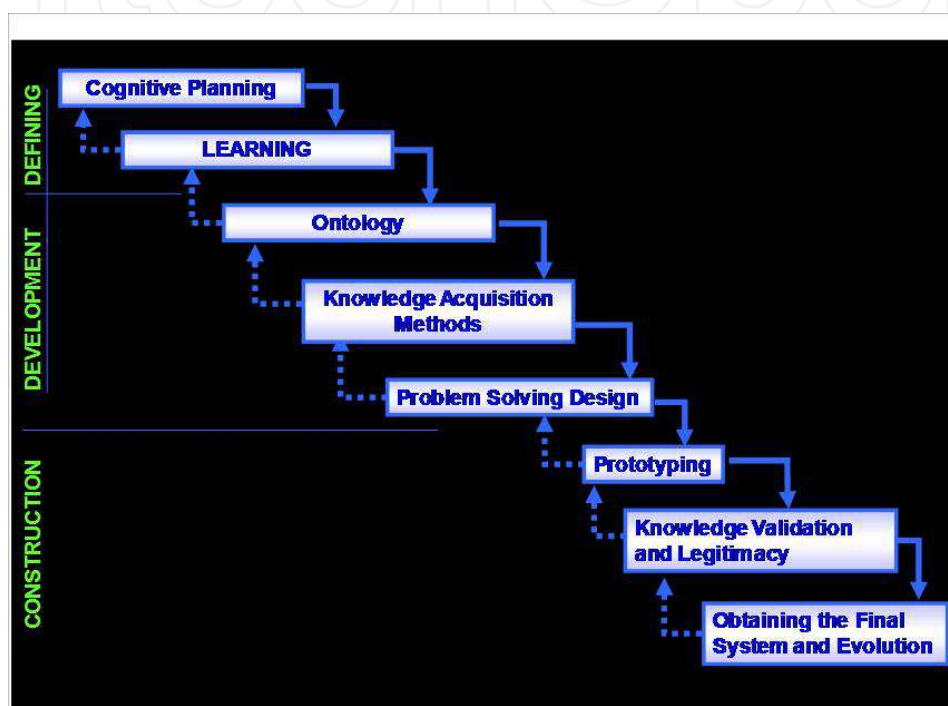 DEFINING
Cognitive Planning
LEARNING
DEVELOPMENT
Ontology
Knowledge Acquisition
Methods
Problem Solving Design
CONSTRUCTION
Prototyping
Knowledge Validation
and Legitimacy
Obtaining the Final
System and Evolution